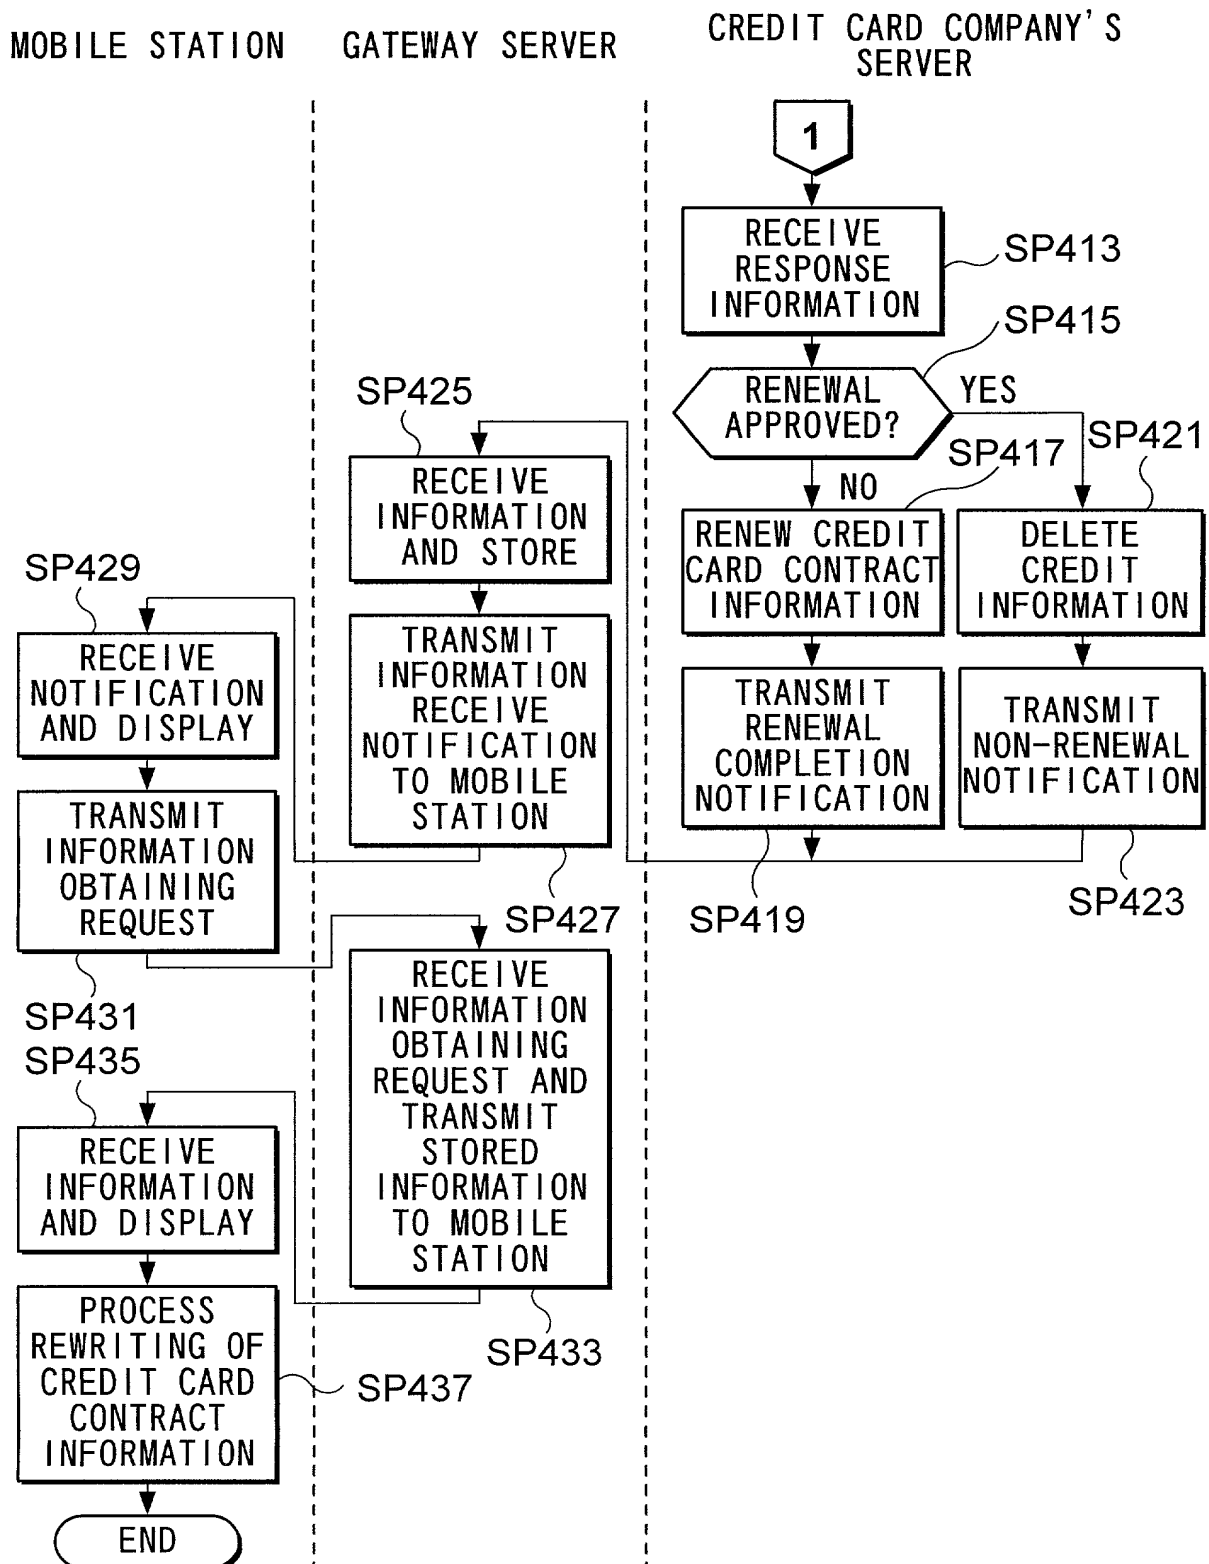 MOBILE STATION
GATEWAY SERVER
CREDIT CARD COMPANY'S
SERVER
1
RECEIVE
RESPONSE
INFORMATION
SP413
SP415
RENEWAL
APPROVED?
YES
NO
SP417
SP421
RENEW CREDIT
CARD CONTRACT
INFORMATION
DELETE
CREDIT
INFORMATION
TRANSMIT
RENEWAL
COMPLETION
NOTIFICATION
TRANSMIT
NON-RENEWAL
NOTIFICATION
SP419
SP423
SP425
RECEIVE
INFORMATION
AND STORE
TRANSMIT
INFORMATION
RECEIVE
NOTIFICATION
TO MOBILE
STATION
SP427
SP429
RECEIVE
NOTIFICATION
AND DISPLAY
TRANSMIT
INFORMATION
OBTAINING
REQUEST
SP431
RECEIVE
INFORMATION
OBTAINING
REQUEST AND
TRANSMIT
STORED
INFORMATION
TO MOBILE
STATION
SP433
SP435
RECEIVE
INFORMATION
AND DISPLAY
PROCESS
REWRITING OF
CREDIT CARD
CONTRACT
INFORMATION
SP437
END